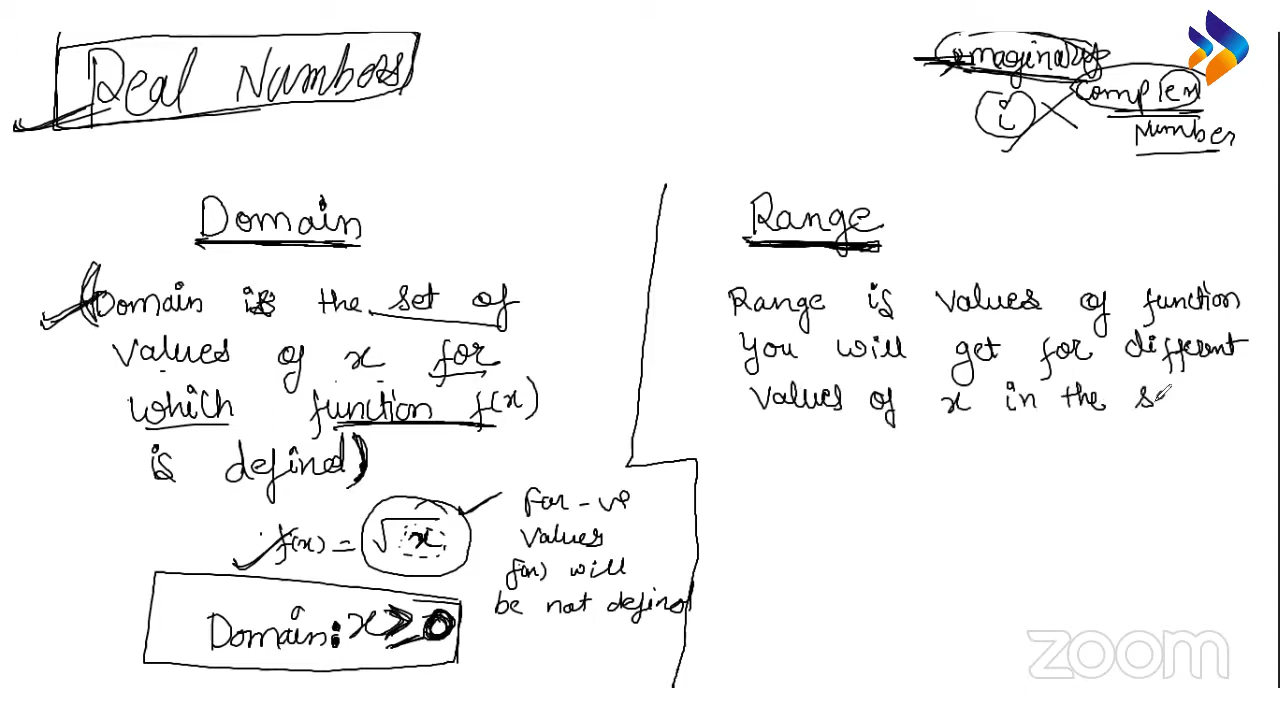 Real Numbers
imaginary
i
complex
Number
Domain
Domain is the set of
values of x for
which function f(x)
is defined)
f(x) = √x
for -ve
values
f(x) will
be not defined
Domain: x ≥ 0
Range
Range is values of function
you will get for different
values of x in the s
zoom